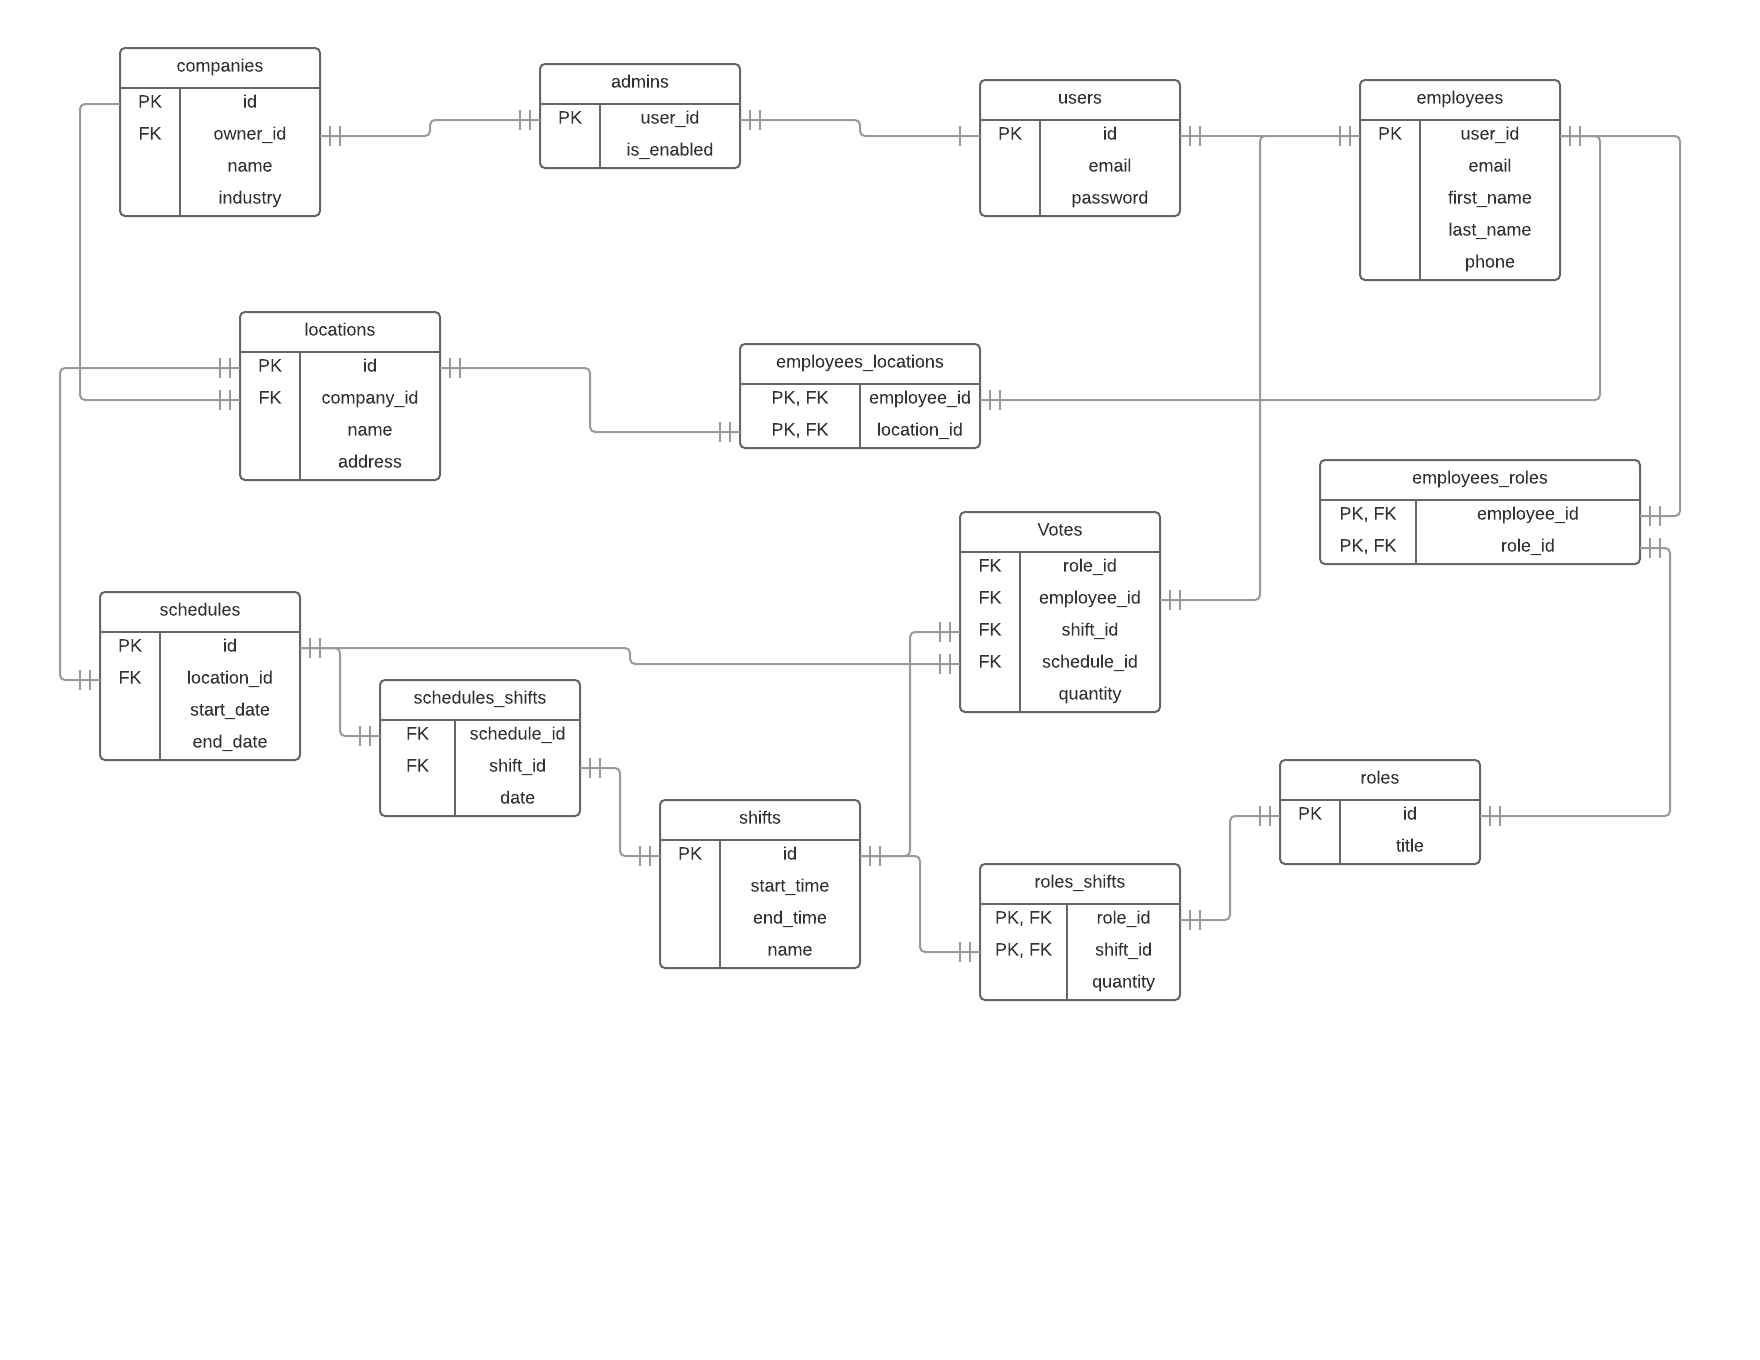 companies
PK id
FK owner_id
name
industry
admins
PK user_id
is_enabled
users
PK id
email
password
employees
PK user_id
email
first_name
last_name
phone
locations
PK id
FK company_id
name
address
employees_locations
PK, FK employee_id
PK, FK location_id
employees_roles
PK, FK employee_id
PK, FK role_id
Votes
FK role_id
FK employee_id
FK shift_id
FK schedule_id
quantity
schedules
PK id
FK location_id
start_date
end_date
schedules_shifts
FK schedule_id
FK shift_id
date
shifts
PK id
start_time
end_time
name
roles
PK id
title
roles_shifts
PK, FK role_id
PK, FK shift_id
quantity